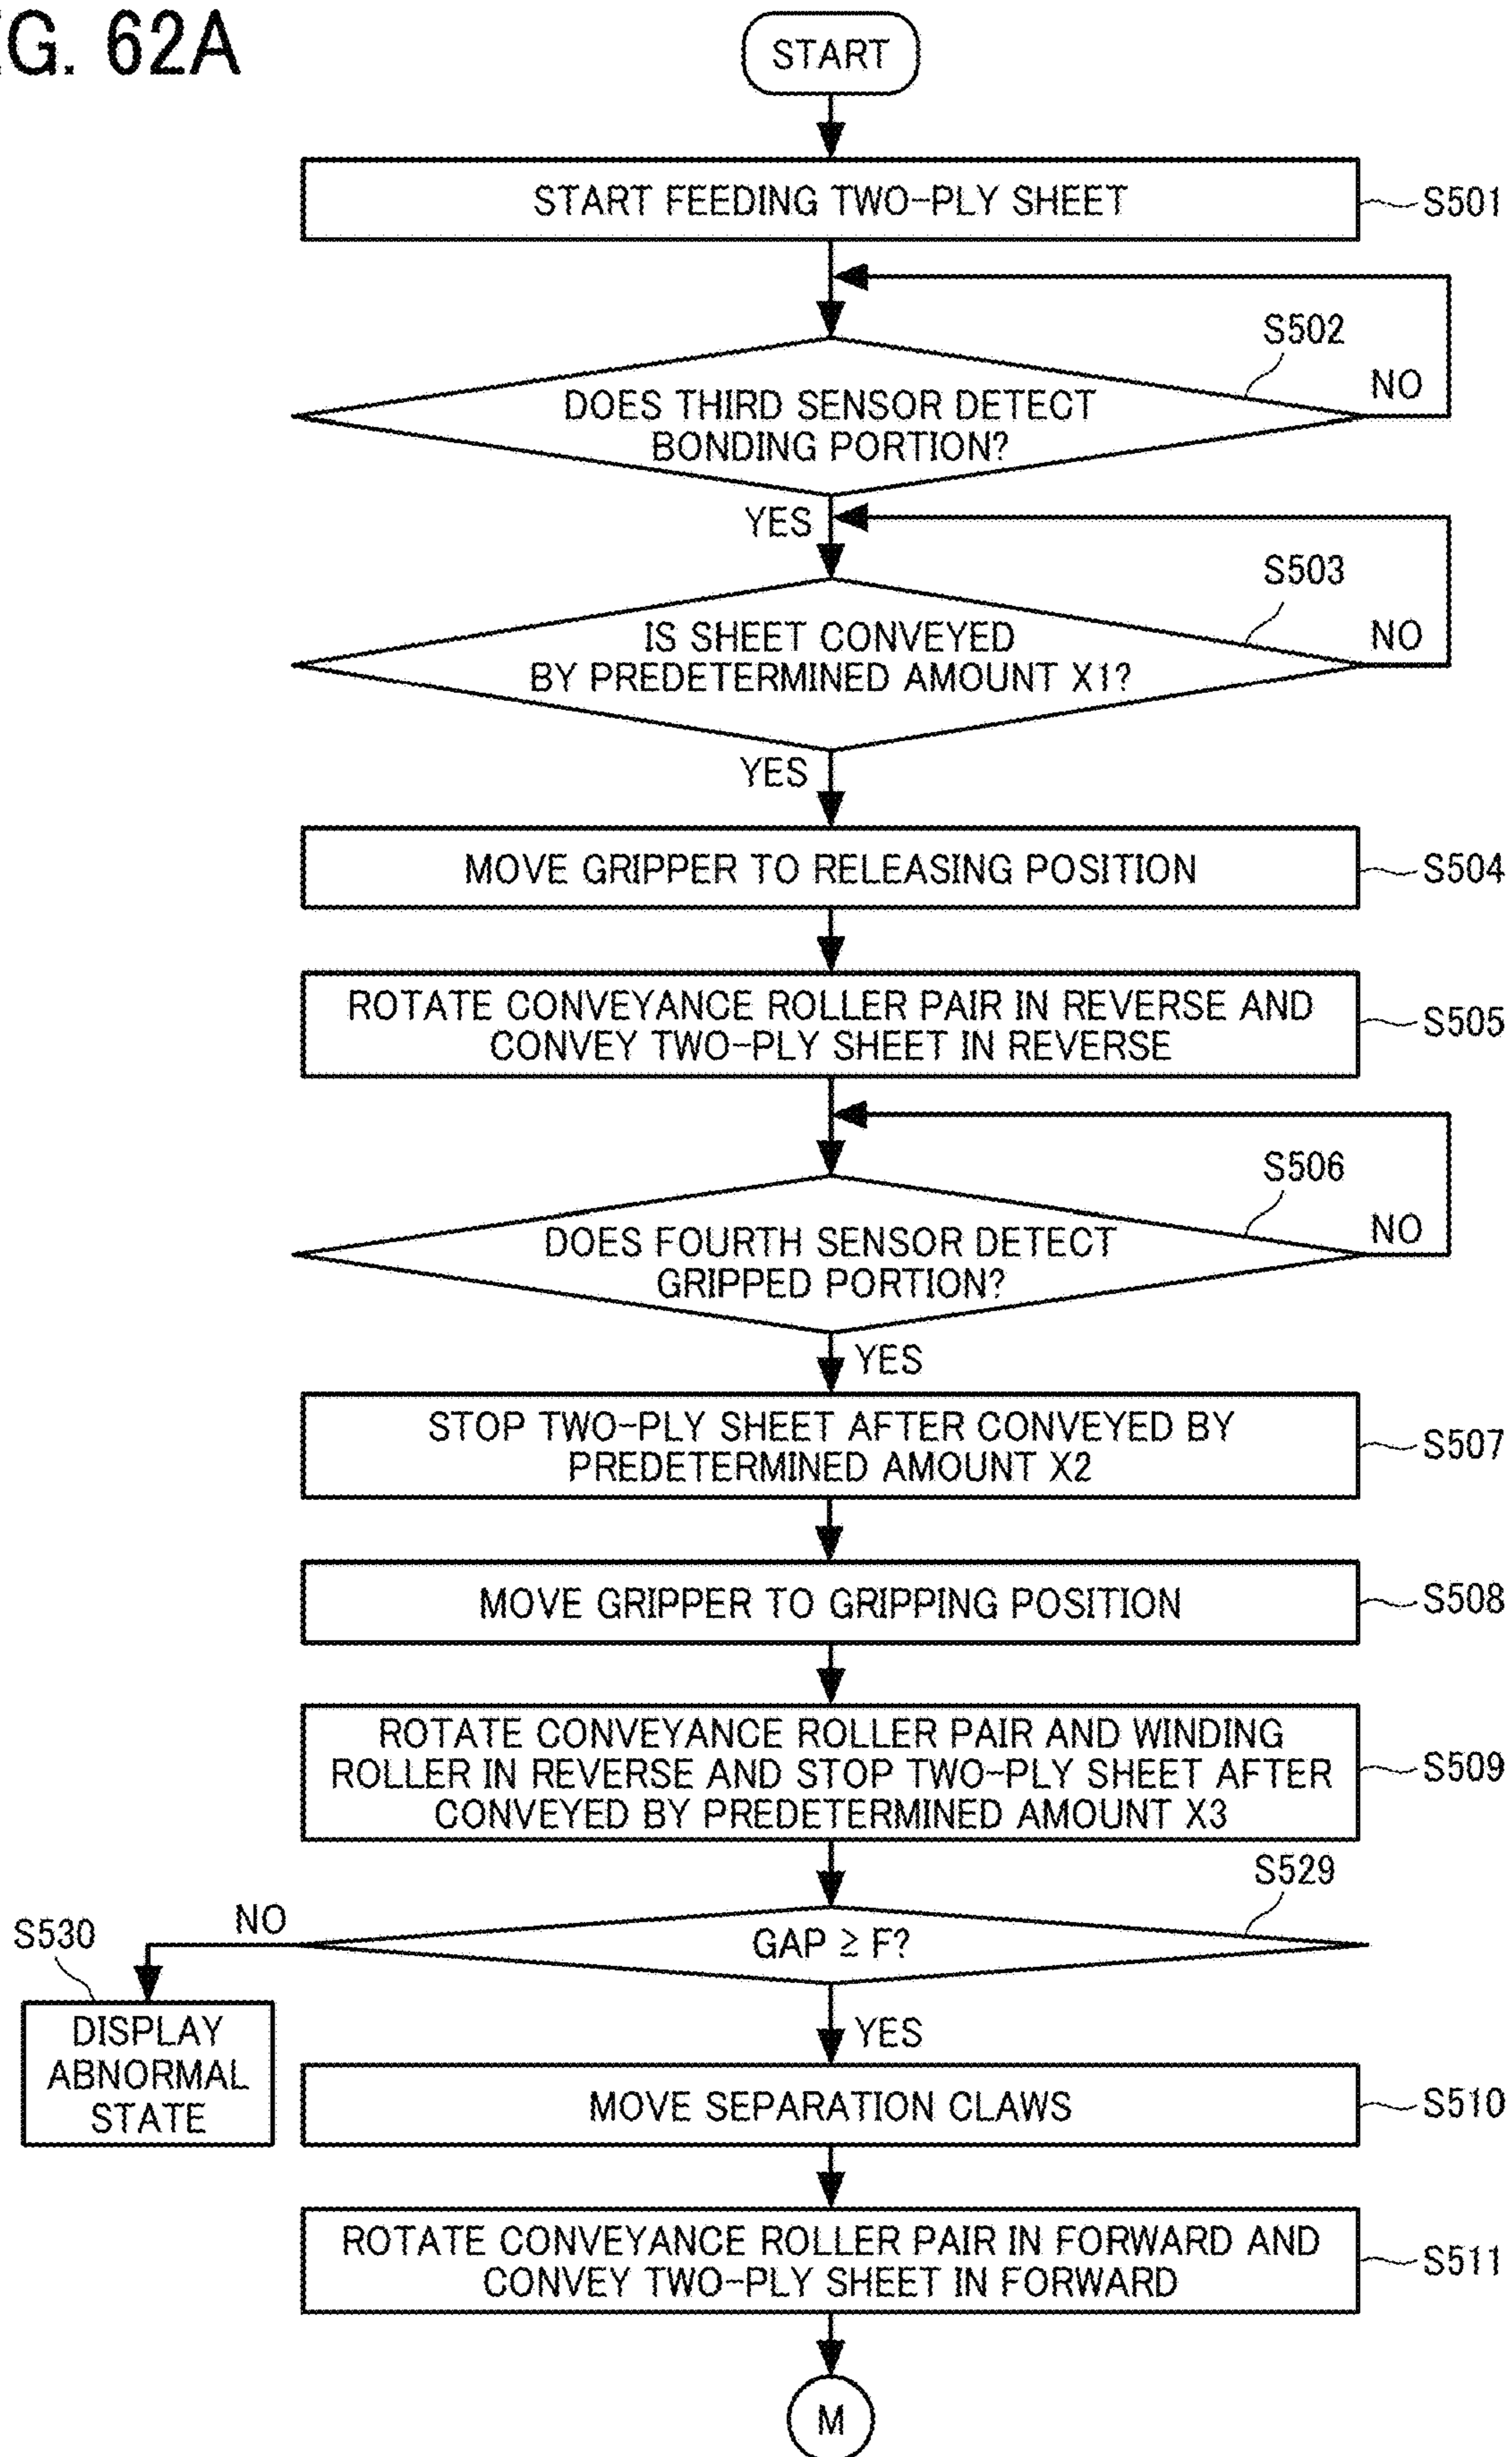 G. 62A
START
START FEEDING TWO-PLY SHEET
S501
S502
DOES THIRD SENSOR DETECT
BONDING PORTION?
NO
YES
S503
IS SHEET CONVEYED
BY PREDETERMINED AMOUNT X1?
NO
YES
MOVE GRIPPER TO RELEASING POSITION
S504
ROTATE CONVEYANCE ROLLER PAIR IN REVERSE AND
CONVEY TWO-PLY SHEET IN REVERSE
S505
S506
DOES FOURTH SENSOR DETECT
GRIPPED PORTION?
NO
YES
STOP TWO-PLY SHEET AFTER CONVEYED BY
PREDETERMINED AMOUNT X2
S507
MOVE GRIPPER TO GRIPPING POSITION
S508
ROTATE CONVEYANCE ROLLER PAIR AND WINDING
ROLLER IN REVERSE AND STOP TWO-PLY SHEET AFTER
CONVEYED BY PREDETERMINED AMOUNT X3
S509
S529
GAP ≥ F?
NO
S530
DISPLAY
ABNORMAL
STATE
YES
MOVE SEPARATION CLAWS
S510
ROTATE CONVEYANCE ROLLER PAIR IN FORWARD AND
CONVEY TWO-PLY SHEET IN FORWARD
S511
M